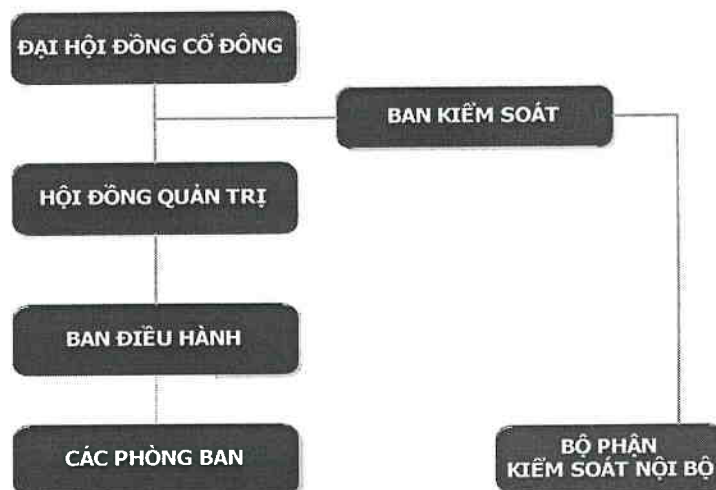 ĐẠI HỘI ĐỒNG CỔ ĐÔNG
BAN KIỂM SOÁT
HỘI ĐỒNG QUẢN TRỊ
BAN ĐIỀU HÀNH
CÁC PHÒNG BAN
BỘ PHẬN
KIỂM SOÁT NỘI BỘ